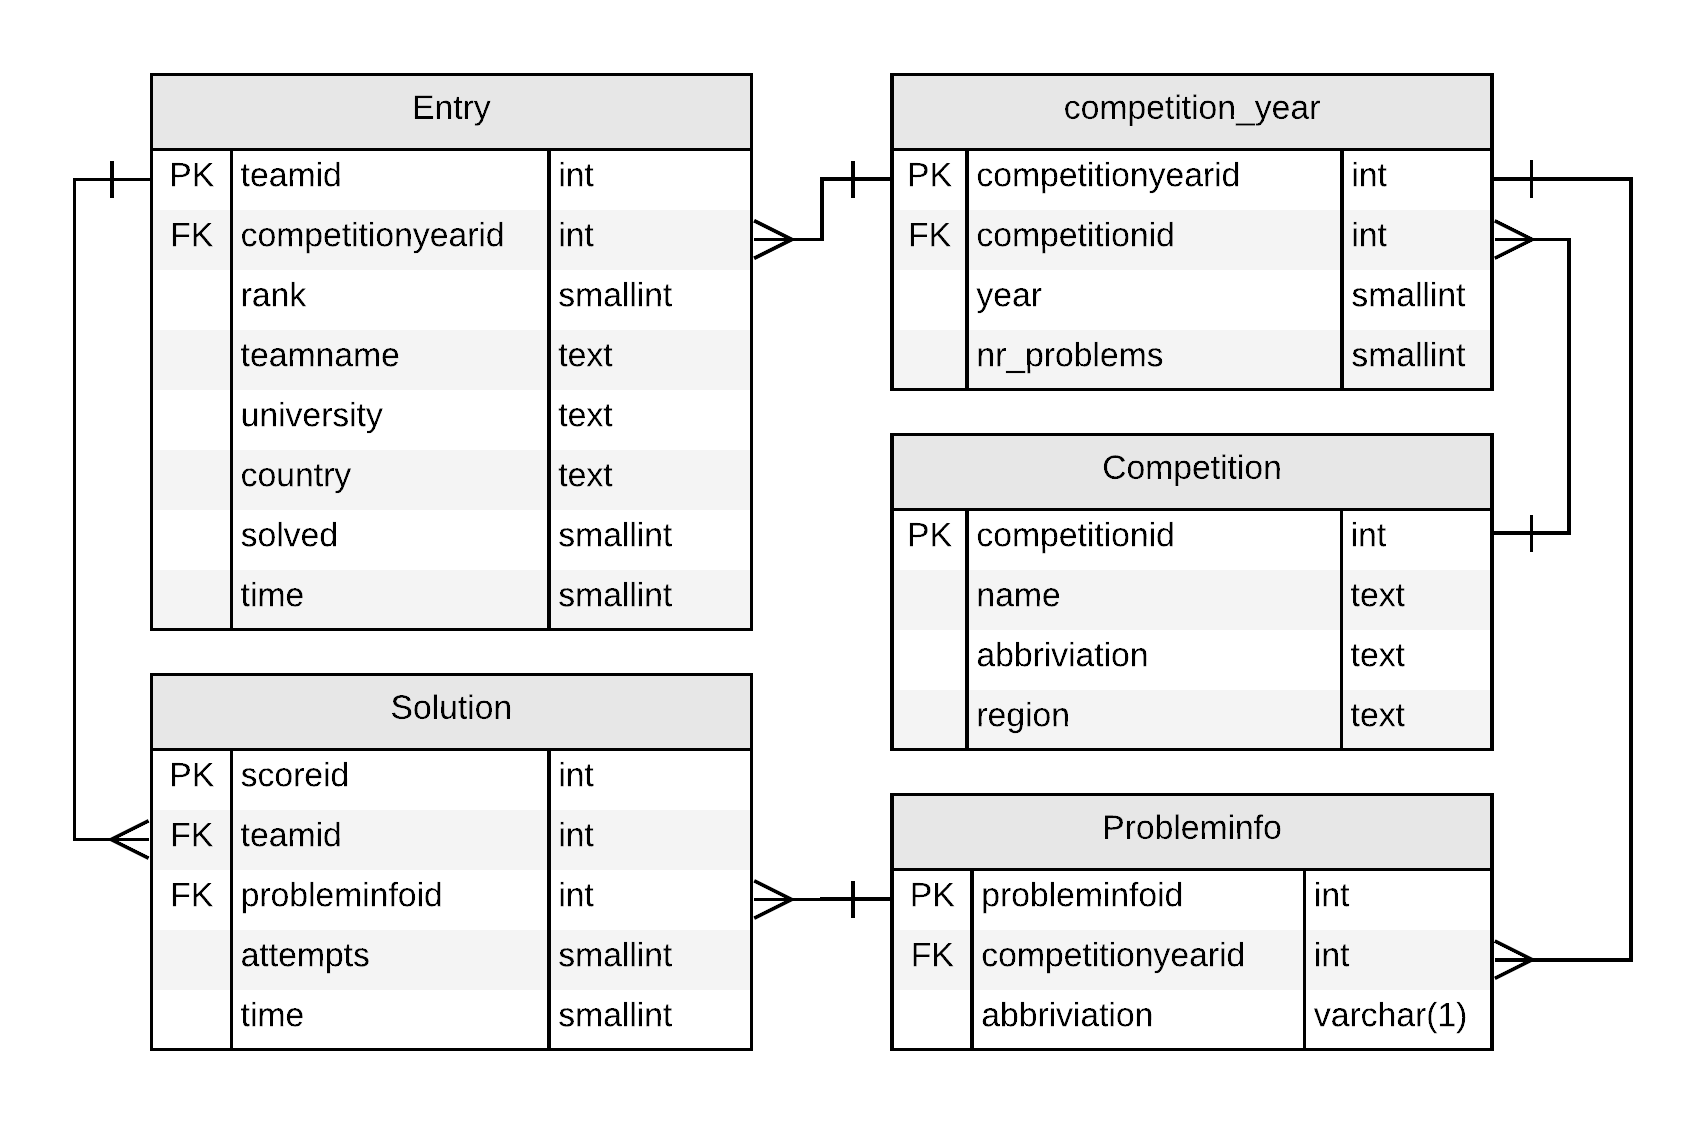 Entry
PK teamid int
FK competitionyearid int
rank smallint
teamname text
university text
country text
solved smallint
time smallint
competition_year
PK competitionyearid int
FK competitionid int
year smallint
nr_problems smallint
Competition
PK competitionid int
name text
abbriviation text
region text
Solution
PK scoreid int
FK teamid int
FK probleminfoid int
attempts smallint
time smallint
Probleminfo
PK probleminfoid int
FK competitionyearid int
abbriviation varchar(1)